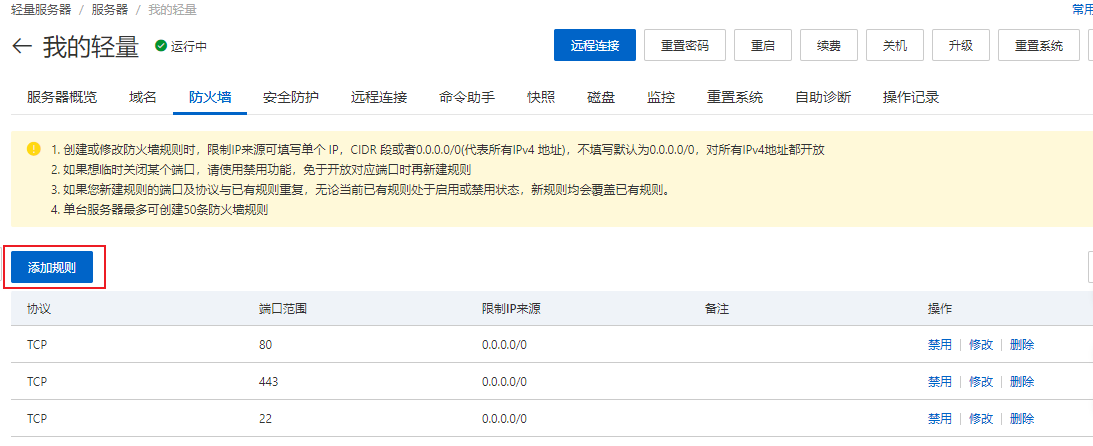 轻量服务器 / 服务器 / 我的轻量 常用
← 我的轻量 运行中 远程连接 重置密码 重启 续费 关机 升级 重置系统
服务器概览 域名 防火墙 安全防护 远程连接 命令助手 快照 磁盘 监控 重置系统 自助诊断 操作记录
1. 创建或修改防火墙规则时，限制IP来源可填写单个 IP，CIDR 段或者0.0.0.0/0(代表所有IPv4 地址)，不填写默认为0.0.0.0/0，对所有IPv4地址都开放
2. 如果想临时关闭某个端口，请使用禁用功能，免于开放对应端口时再新建规则
3. 如果您新建规则的端口及协议与已有规则重复，无论当前已有规则处于启用或禁用状态，新规则均会覆盖已有规则。
4. 单台服务器最多可创建50条防火墙规则
添加规则
协议 端口范围 限制IP来源 备注 操作
TCP 80 0.0.0.0/0 禁用 | 修改 | 删除
TCP 443 0.0.0.0/0 禁用 | 修改 | 删除
TCP 22 0.0.0.0/0 禁用 | 修改 | 删除